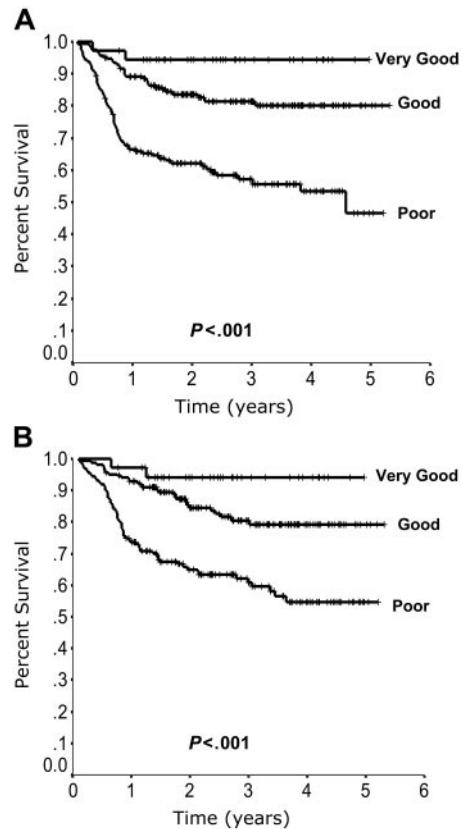 A
1.0
.9
.8
.7
.6
.5
.4
.3
.2
.1
0.0
Percent Survival
Very Good
Good
Poor
P<.001
0 1 2 3 4 5 6
Time (years)
B
1.0
.9
.8
.7
.6
.5
.4
.3
.2
.1
0.0
Percent Survival
Very Good
Good
Poor
P<.001
0 1 2 3 4 5 6
Time (years)